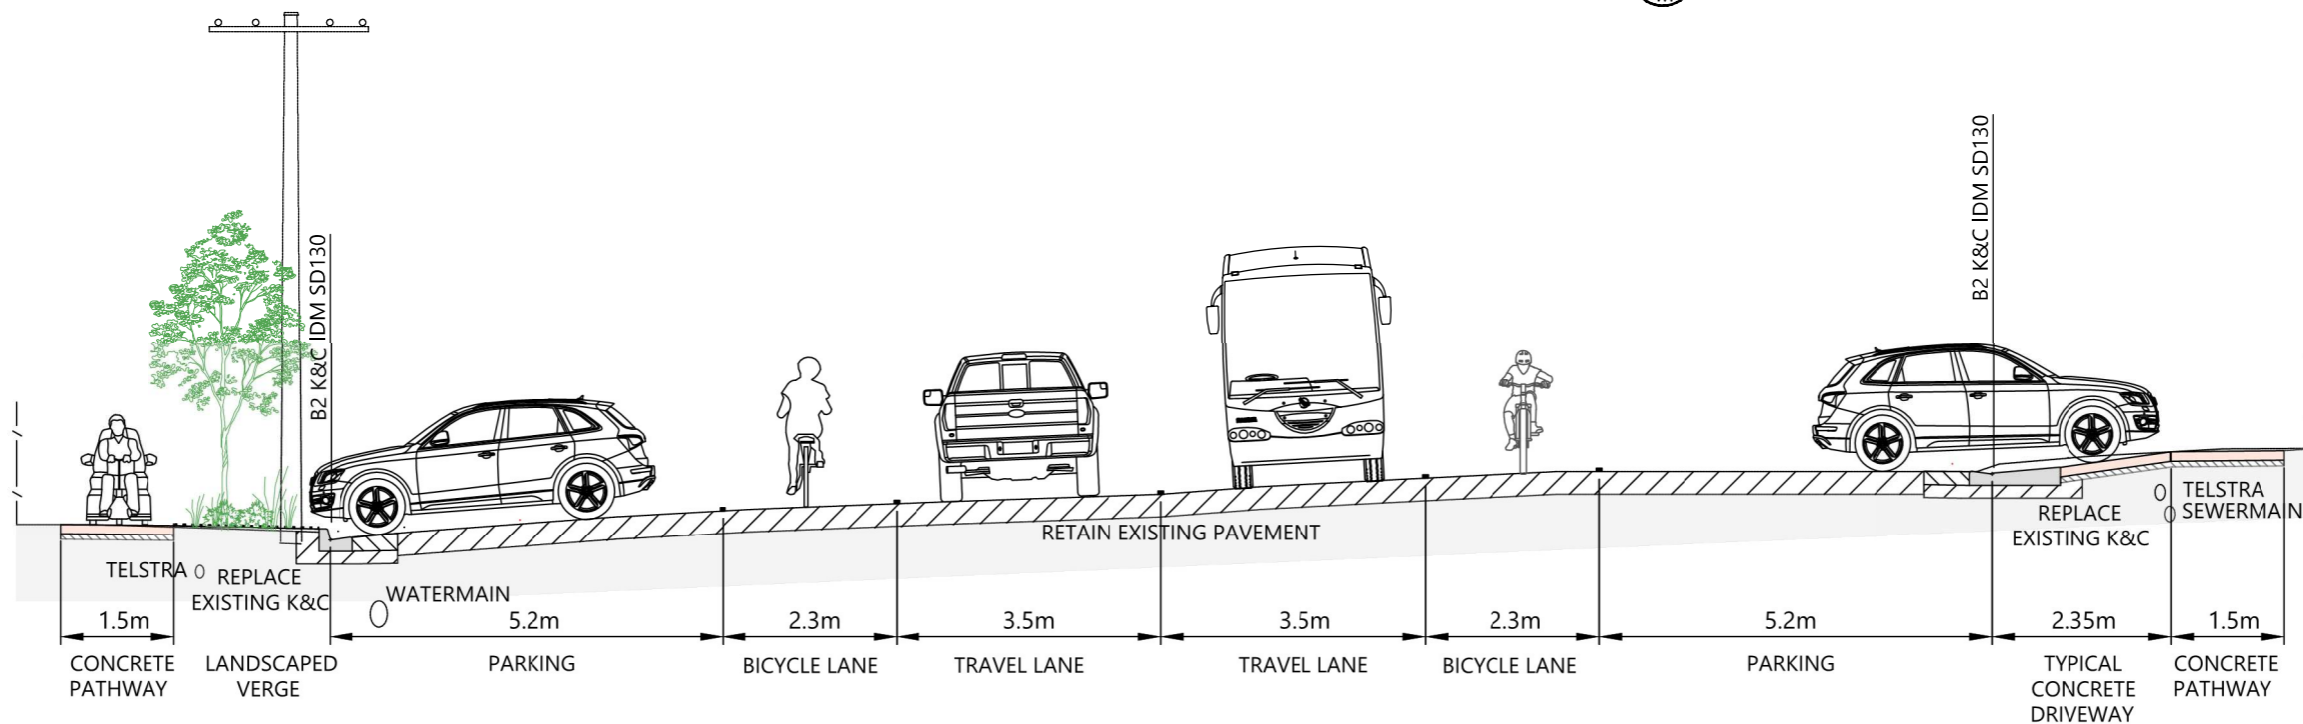 B2 K&C IDM SD130
B2 K&C IDM SD130
RETAIN EXISTING PAVEMENT
TELSTRA
SEWERMAIN
REPLACE
EXISTING K&C
TELSTRA
REPLACE
EXISTING K&C
WATERMAIN
1.5m
5.2m
2.3m
3.5m
3.5m
2.3m
5.2m
2.35m
1.5m
CONCRETE
PATHWAY
LANDSCAPED
VERGE
PARKING
BICYCLE LANE
TRAVEL LANE
TRAVEL LANE
BICYCLE LANE
PARKING
TYPICAL
CONCRETE
DRIVEWAY
CONCRETE
PATHWAY